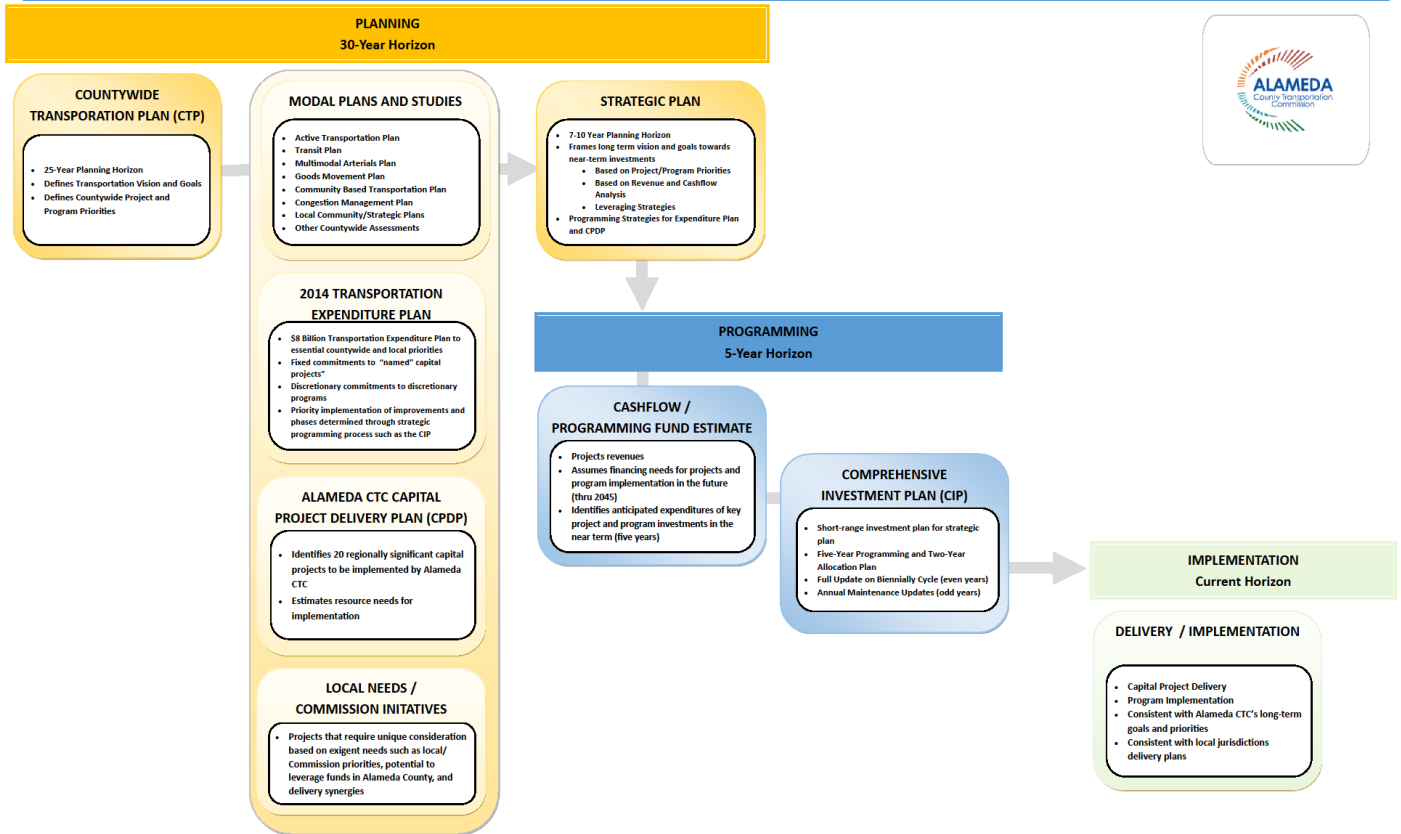 PLANNING
30-Year Horizon
ALAMEDA
County Transportation
Commission
COUNTYWIDE
TRANSPORATION PLAN (CTP)
• 25-Year Planning Horizon
• Defines Transportation Vision and Goals
• Defines Countywide Project and
Program Priorities
MODAL PLANS AND STUDIES
• Active Transportation Plan
• Transit Plan
• Multimodal Arterials Plan
• Goods Movement Plan
• Community Based Transportation Plan
• Congestion Management Plan
• Local Community/Strategic Plans
• Other Countywide Assessments
2014 TRANSPORTATION
EXPENDITURE PLAN
• $8 Billion Transportation Expenditure Plan to
essential countywide and local priorities
• Fixed commitments to “named” capital
projects”
• Discretionary commitments to discretionary
programs
• Priority implementation of improvements and
phases determined through strategic
programming process such as the CIP
ALAMEDA CTC CAPITAL
PROJECT DELIVERY PLAN (CPDP)
• Identifies 20 regionally significant capital
projects to be implemented by Alameda
CTC
• Estimates resource needs for
implementation
LOCAL NEEDS /
COMMISSION INITATIVES
• Projects that require unique consideration
based on exigent needs such as local/
Commission priorities, potential to
leverage funds in Alameda County, and
delivery synergies
STRATEGIC PLAN
• 7-10 Year Planning Horizon
• Frames long term vision and goals towards
near-term investments
• Based on Project/Program Priorities
• Based on Revenue and Cashflow
Analysis
• Leveraging Strategies
• Programming Strategies for Expenditure Plan
and CPDP
PROGRAMMING
5-Year Horizon
CASHFLOW /
PROGRAMMING FUND ESTIMATE
• Projects revenues
• Assumes financing needs for projects and
program implementation in the future
(thru 2045)
• Identifies anticipated expenditures of key
project and program investments in the
near term (five years)
COMPREHENSIVE
INVESTMENT PLAN (CIP)
• Short-range investment plan for strategic
plan
• Five-Year Programming and Two-Year
Allocation Plan
• Full Update on Biennially Cycle (even years)
• Annual Maintenance Updates (odd years)
IMPLEMENTATION
Current Horizon
DELIVERY / IMPLEMENTATION
• Capital Project Delivery
• Program Implementation
• Consistent with Alameda CTC’s long-term
goals and priorities
• Consistent with local jurisdictions
delivery plans